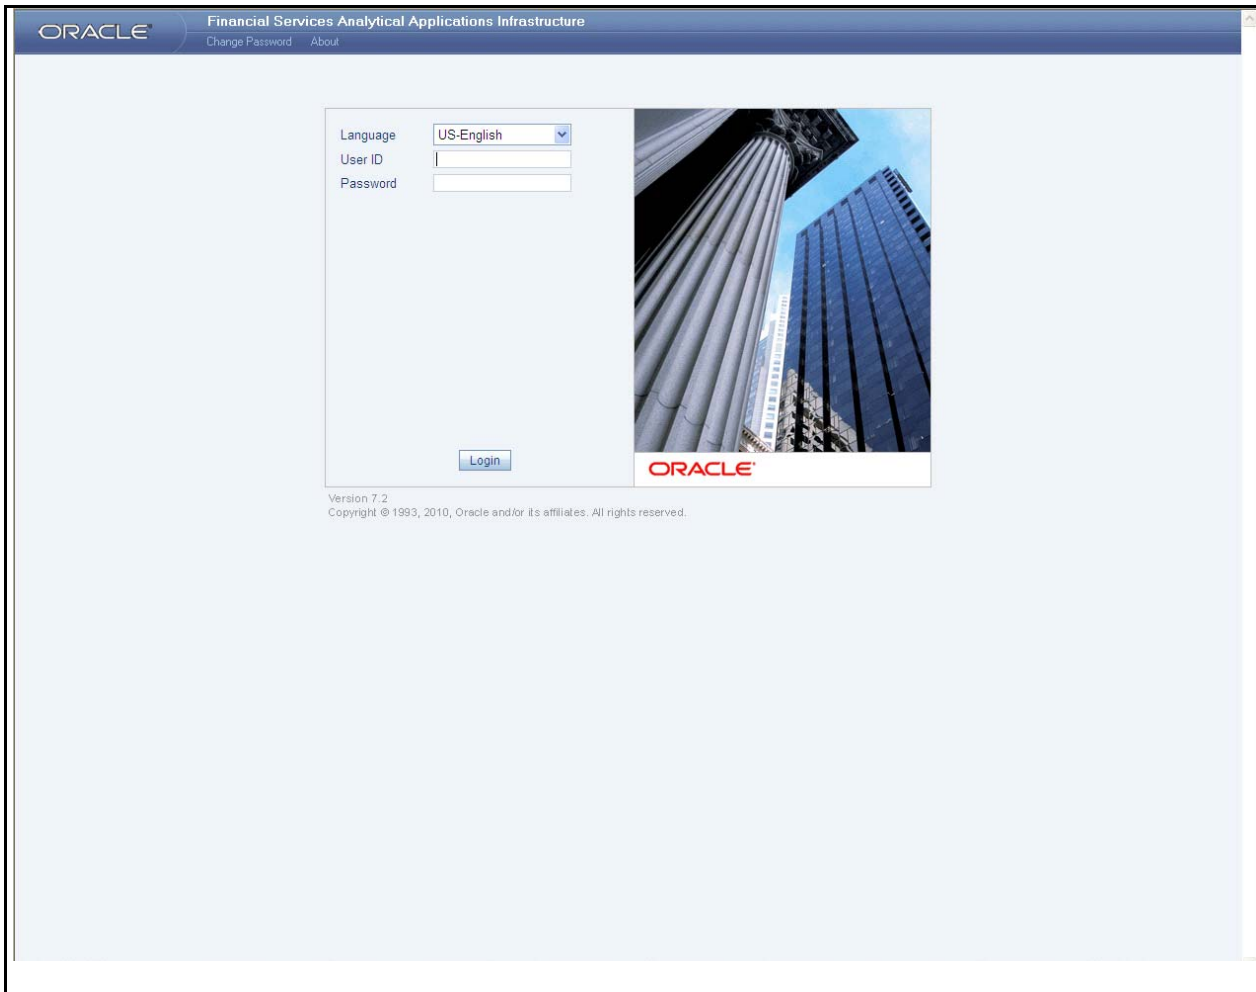 ORACLE®
Financial Services Analytical Applications Infrastructure
Change Password About
Language US-English
User ID
Password
Login
ORACLE®
Version 7.2
Copyright © 1993, 2010, Oracle and/or its affiliates. All rights reserved.